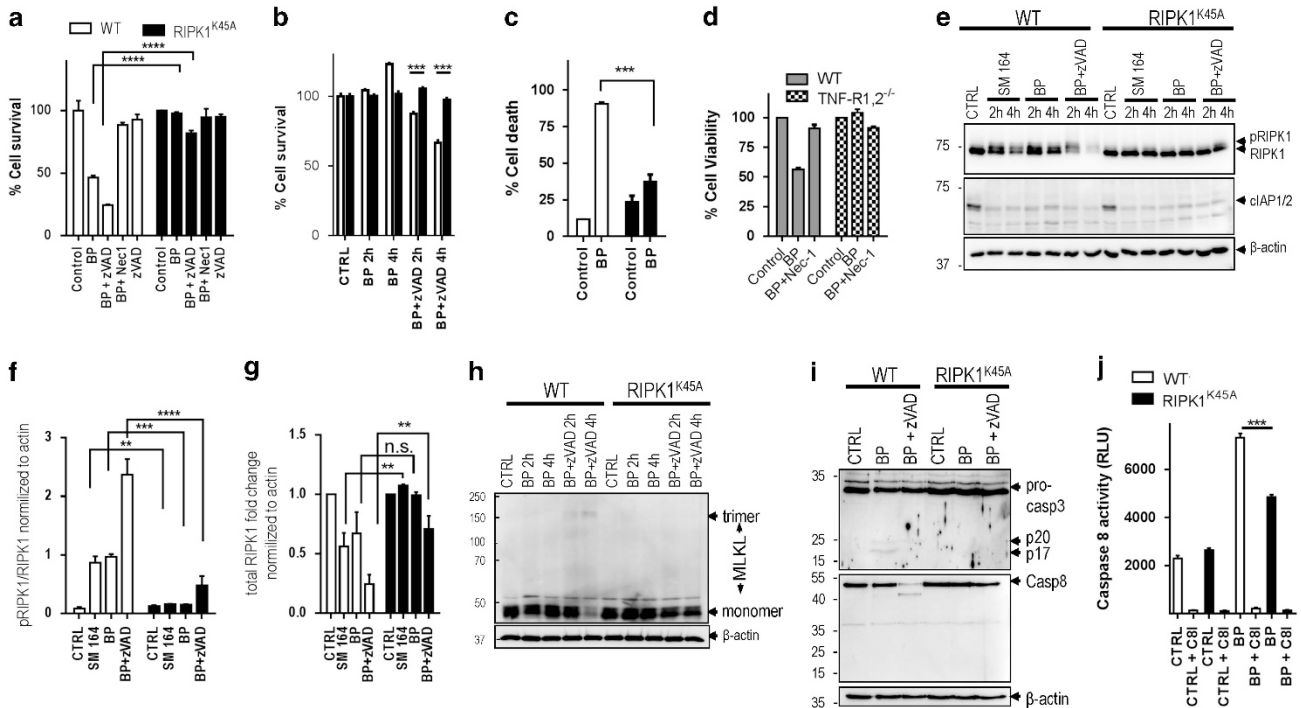 a
WT
RIPK1K45A
****
****
% Cell survival
100
50
0
Control
BP
BP + zVAD
BP+ Nec1
zVAD
Control
BP
BP + zVAD
BP+ Nec1
zVAD
b
***
***
% Cell survival
100
50
0
CTRL
BP 2h
BP 4h
BP+zVAD 2h
BP+zVAD 4h
c
***
% Cell death
100
75
50
25
0
Control
BP
Control
BP
d
WT
TNF-R1,2-/-
% Cell Viability
100
50
0
Control
BP
BP+Nec-1
Control
BP
BP+Nec-1
e
WT
RIPK1K45A
CTRL
SM 164
BP
BP+zVAD
CTRL
SM 164
BP
BP+zVAD
2h 4h 2h 4h 2h 4h 2h 4h 2h 4h 2h 4h
75
pRIPK1
RIPK1
75
cIAP1/2
37
β-actin
f
****
***
**
pRIPK1/RIPK1 normilized to actin
3
2
1
0
CTRL
SM 164
BP
BP+zVAD
CTRL
SM 164
BP
BP+zVAD
g
**
n.s.
**
total RIPK1 fold change
normilized to actin
1.5
1.0
0.5
0.0
CTRL
SM 164
BP
BP+zVAD
CTRL
SM 164
BP
BP+zVAD
h
WT
RIPK1K45A
CTRL
BP 2h
BP 4h
BP+zVAD 2h
BP+zVAD 4h
CTRL
BP 2h
BP 4h
BP+zVAD 2h
BP+zVAD 4h
250
150
100
70
50
37
trimer
MLKL
monomer
β-actin
i
WT
RIPK1K45A
CTRL
BP
BP + zVAD
CTRL
BP
BP + zVAD
35
25
15
pro-
casp3
p20
p17
55
40
35
25
15
Casp8
35
β-actin
j
WT
RIPK1K45A
***
Caspase 8 activity (RLU)
6000
4000
2000
0
CTRL
CTRL + C8I
CTRL
CTRL + C8I
BP
BP + C8I
BP
BP + C8I